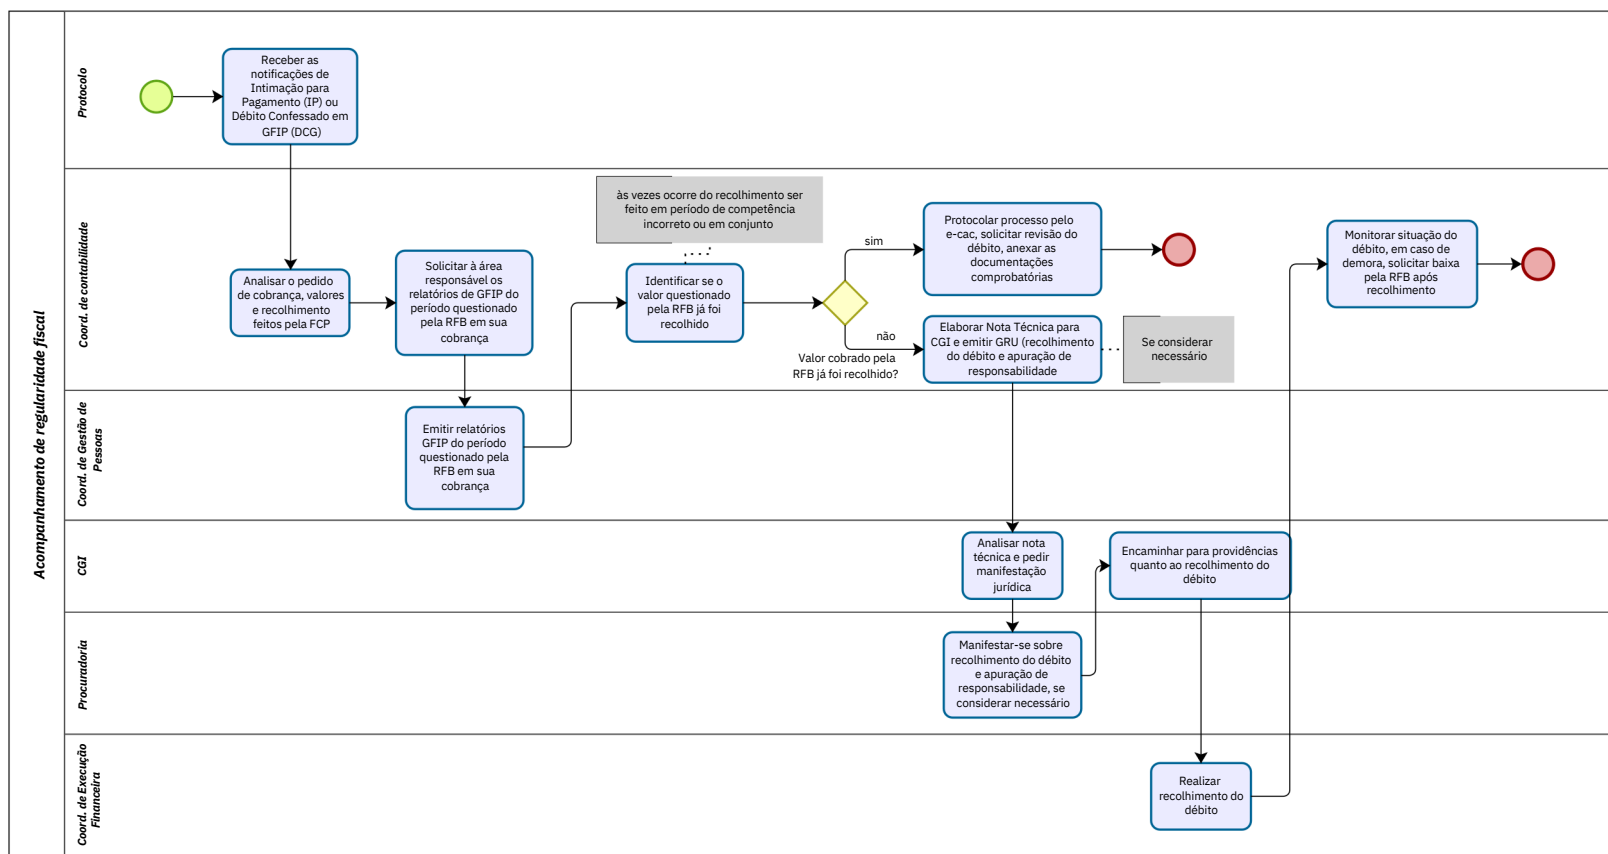 Acompanhamento de regularidade fiscal
Protocolo
Receber as
notificações de
Intimação para
Pagamento (IP) ou
Débito Confessado em
GFIP (DCG)
Coord. de contabilidade
Analisar o pedido
de cobrança, valores
e recolhimento
feitos pela FCP
Solicitar à área
responsável os
relatórios de GFIP do
período questionado
pela RFB em sua
cobrança
às vezes ocorre do recolhimento ser
feito em período de competência
incorreto ou em conjunto
Identificar se o
valor questionado
pela RFB já foi
recolhido
sim
não
Valor cobrado pela
RFB já foi recolhido?
Protocolar processo pelo
e-cac, solicitar revisão do
débito, anexar as
documentações
comprobatórias
Elaborar Nota Técnica para
CGI e emitir GRU (recolhimento
do débito e apuração de
responsabilidade
Se considerar
necessário
Monitorar situação do
débito, em caso de
demora, solicitar baixa
pela RFB após
recolhimento
Coord. de Gestão de
Pessoas
Emitir relatórios
GFIP do período
questionado pela
RFB em sua
cobrança
CGI
Analisar nota
técnica e pedir
manifestação
jurídica
Encaminhar para providências
quanto ao recolhimento do
débito
Procuradoria
Manifestar-se sobre
recolhimento do débito
e apuração de
responsabilidade, se
considerar necessário
Coord. de Execução
Financeira
Realizar
recolhimento do
débito